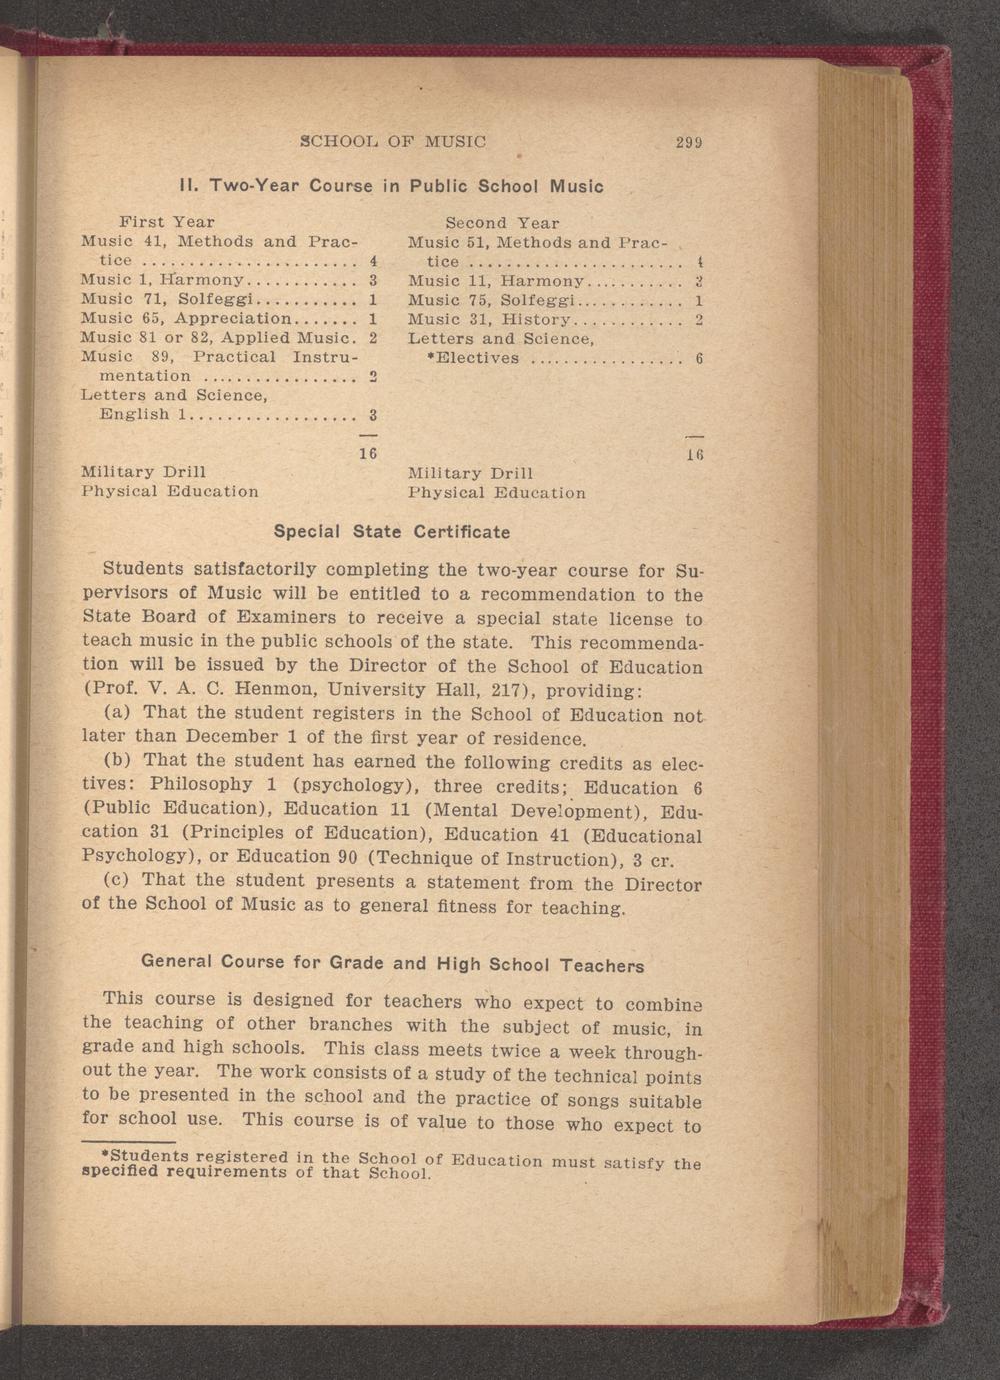 SCHOOL OF MUSIC 299
II. Two-Year Course in Public School Music
First Year
Music 41, Methods and Prac-
tice ....................... 4
Music 1, Harmony............ 3
Music 71, Solfeggi........... 1
Music 65, Appreciation....... 1
Music 81 or 82, Applied Music. 2
Music 89, Practical Instru-
mentation ................. 2
Letters and Science,
English 1.................. 3
16
Military Drill
Physical Education
Second Year
Music 51, Methods and Prac-
tice ....................... 4
Music 11, Harmony........... 3
Music 75, Solfeggi........... 1
Music 31, History............ 2
Letters and Science,
*Electives ................ 6
16
Military Drill
Physical Education
Special State Certificate
Students satisfactorily completing the two-year course for Su-
pervisors of Music will be entitled to a recommendation to the
State Board of Examiners to receive a special state license to
teach music in the public schools of the state. This recommenda-
tion will be issued by the Director of the School of Education
(Prof. V. A. C. Henmon, University Hall, 217), providing:
(a) That the student registers in the School of Education not
later than December 1 of the first year of residence.
(b) That the student has earned the following credits as elec-
tives: Philosophy 1 (psychology), three credits; Education 6
(Public Education), Education 11 (Mental Development), Edu-
cation 31 (Principles of Education), Education 41 (Educational
Psychology), or Education 90 (Technique of Instruction), 3 cr.
(c) That the student presents a statement from the Director
of the School of Music as to general fitness for teaching.
General Course for Grade and High School Teachers
This course is designed for teachers who expect to combine
the teaching of other branches with the subject of music, in
grade and high schools. This class meets twice a week through-
out the year. The work consists of a study of the technical points
to be presented in the school and the practice of songs suitable
for school use. This course is of value to those who expect to
*Students registered in the School of Education must satisfy the
specified requirements of that School.